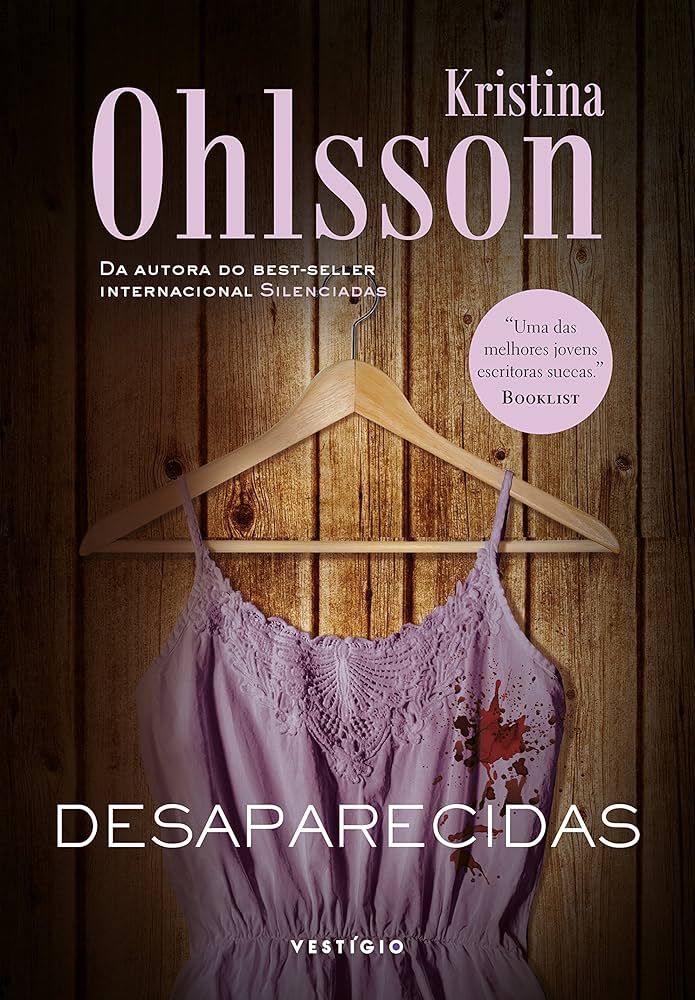 Kristina
Ohlsson
DA AUTORA DO BEST-SELLER
INTERNACIONAL SILENCIADAS
“Uma das
melhores jovens
escritoras suecas.”
BOOKLIST
DESAPARECIDAS
VESTÍGIO